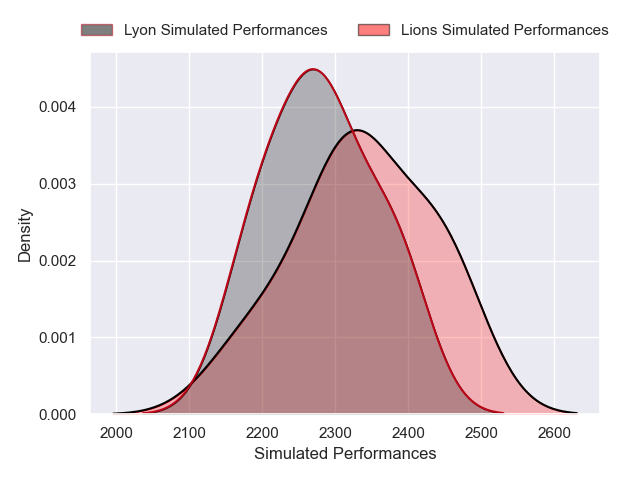 Lyon Simulated Performances Lions Simulated Performances
0.004
0.003
0.002
0.001
0.000
Density
2000 2100 2200 2300 2400 2500 2600
Simulated Performances